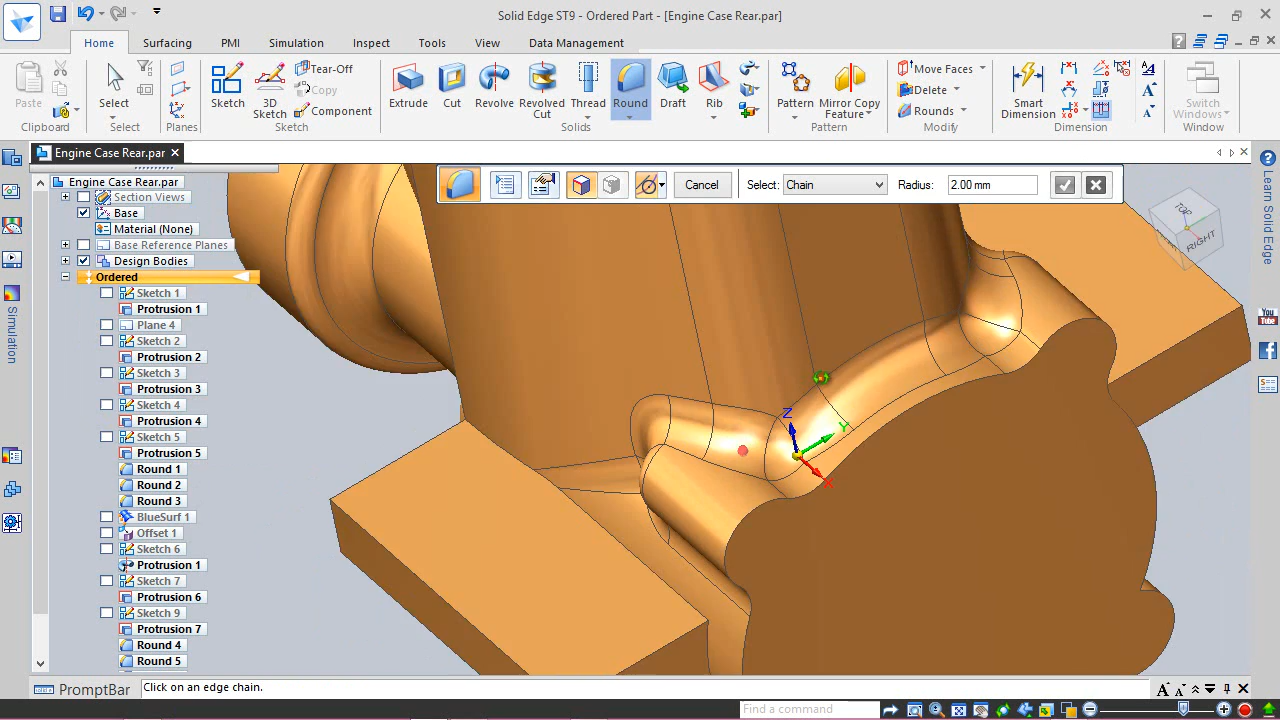 Solid Edge ST9 - Ordered Part - [Engine Case Rear.par]
Home Surfacing PMI Simulation Inspect Tools View Data Management
Paste
Clipboard
Select
Select
Planes
Sketch
3D Sketch
Tear-Off
Copy
Component
Sketch
Extrude Cut Revolve Revolved Cut Thread Round Draft Rib
Solids
Pattern Mirror Copy Feature
Pattern
Move Faces
Delete
Rounds
Modify
Smart Dimension
Dimension
Switch Windows
Window
Engine Case Rear.par
Cancel Select: Chain Radius: 2.00 mm
Engine Case Rear.par
Section Views
Base
Material (None)
Base Reference Planes
Design Bodies
Ordered
Sketch 1
Protrusion 1
Plane 4
Sketch 2
Protrusion 2
Sketch 3
Protrusion 3
Sketch 4
Protrusion 4
Sketch 5
Protrusion 5
Round 1
Round 2
Round 3
BlueSurf 1
Offset 1
Sketch 6
Protrusion 1
Sketch 7
Protrusion 6
Sketch 9
Protrusion 7
Round 4
Round 5
Simulation
TOP
RIGHT
Z
Y
X
Learn Solid Edge
You Tube
PromptBar Click on an edge chain.
Find a command